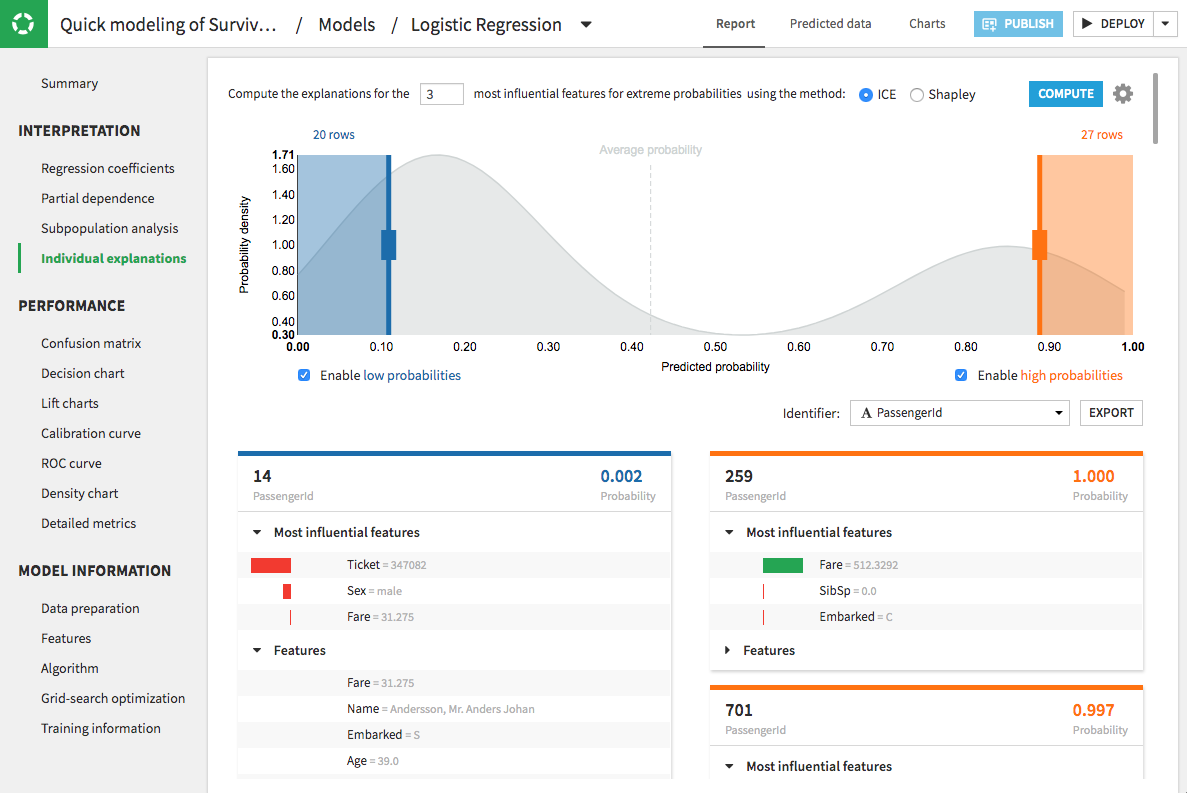 Quick modeling of Surviv... / Models / Logistic Regression
Report Predicted data Charts PUBLISH DEPLOY
Summary
INTERPRETATION
Regression coefficients
Partial dependence
Subpopulation analysis
Individual explanations
PERFORMANCE
Confusion matrix
Decision chart
Lift charts
Calibration curve
ROC curve
Density chart
Detailed metrics
MODEL INFORMATION
Data preparation
Features
Algorithm
Grid-search optimization
Training information
Compute the explanations for the 3 most influential features for extreme probabilities using the method: ICE Shapley COMPUTE
20 rows
27 rows
Average probability
Probability density
1.71
1.60
1.40
1.20
1.00
0.80
0.60
0.40
0.30
0.00 0.10 0.20 0.30 0.40 0.50 0.60 0.70 0.80 0.90 1.00
Predicted probability
Enable low probabilities
Enable high probabilities
Identifier: A PassengerId EXPORT
14 0.002
PassengerId Probability
Most influential features
Ticket = 347082
Sex = male
Fare = 31.275
Features
Fare = 31.275
Name = Andersson, Mr. Anders Johan
Embarked = S
Age = 39.0
259 1.000
PassengerId Probability
Most influential features
Fare = 512.3292
SibSp = 0.0
Embarked = C
Features
701 0.997
PassengerId Probability
Most influential features